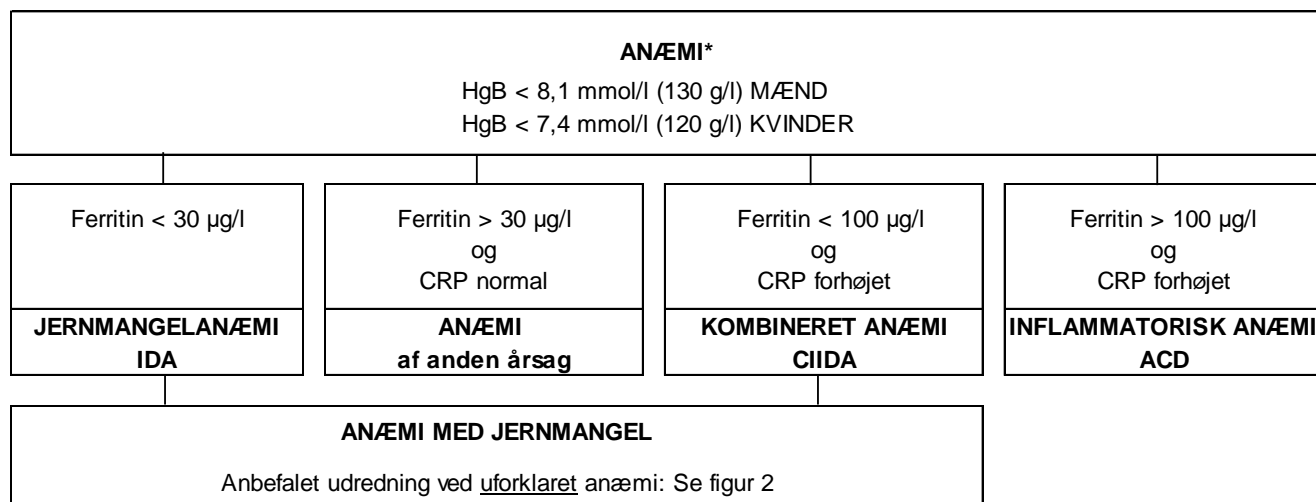 ANÆMI*
HgB < 8,1 mmol/l (130 g/l) MÆND
HgB < 7,4 mmol/l (120 g/l) KVINDER
Ferritin < 30 µg/l
JERNMANGELANÆMI
IDA
Ferritin > 30 µg/l
og
CRP normal
ANÆMI
af anden årsag
Ferritin < 100 µg/l
og
CRP forhøjet
KOMBINERET ANÆMI
CIIDA
Ferritin > 100 µg/l
og
CRP forhøjet
INFLAMMATORISK ANÆMI
ACD
ANÆMI MED JERNMANGEL
Anbefalet udredning ved uforklaret anæmi: Se figur 2